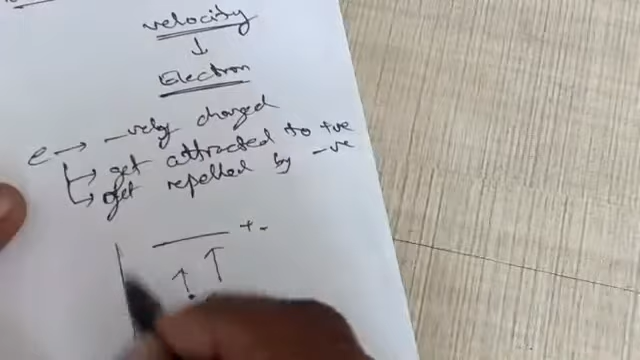 velocity
↓
Electron
e → -vely charged
→ get attracted to +ve
→ get repelled by -ve
+